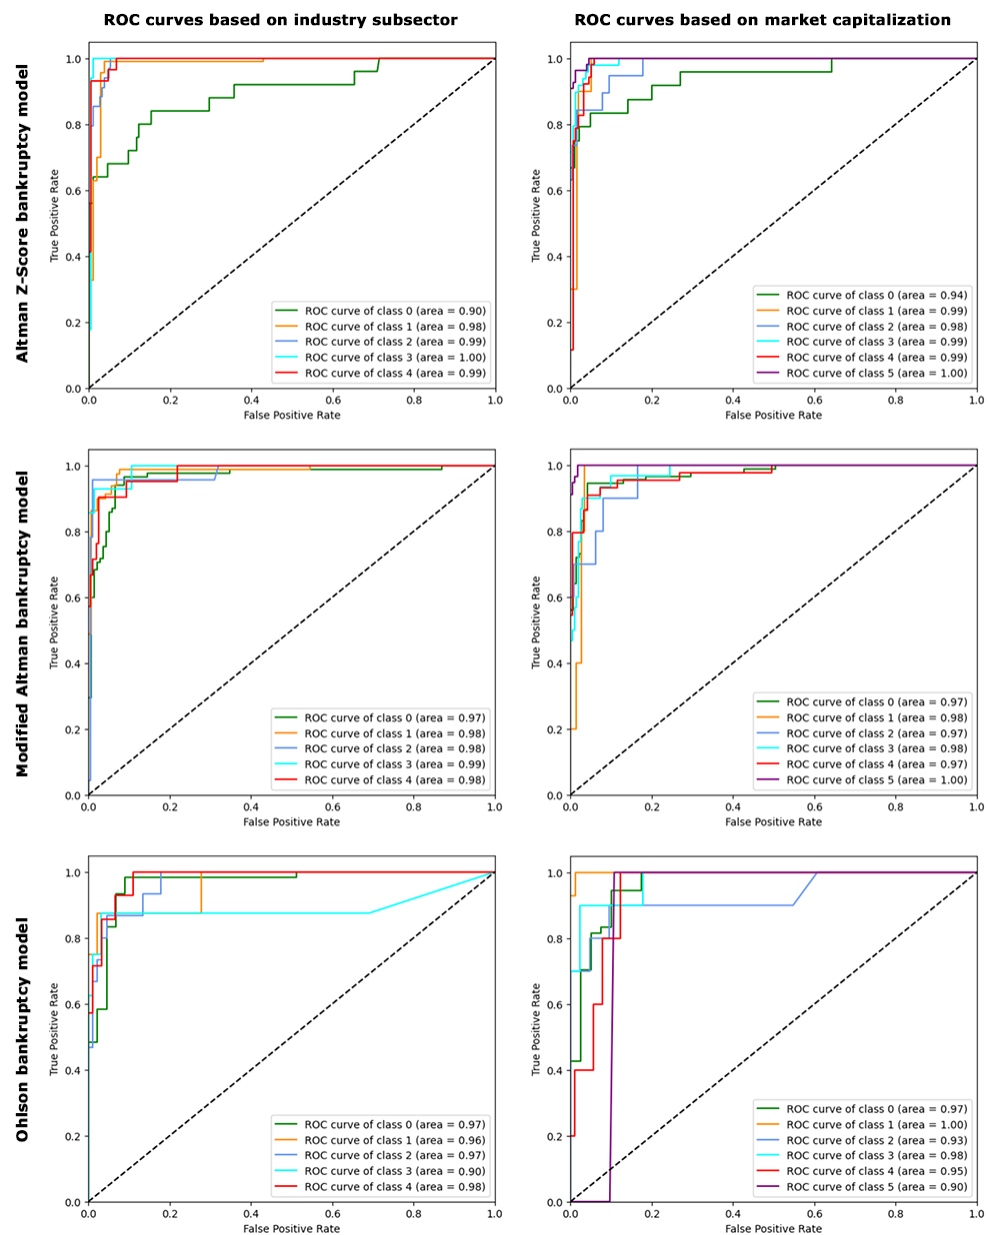 ROC curves based on industry subsector
ROC curves based on market capitalization
Altman Z-Score bankruptcy model
True Positive Rate
1.0
0.8
0.6
0.4
0.2
0.0
ROC curve of class 0 (area = 0.90)
ROC curve of class 1 (area = 0.98)
ROC curve of class 2 (area = 0.99)
ROC curve of class 3 (area = 1.00)
ROC curve of class 4 (area = 0.99)
0.0 0.2 0.4 0.6 0.8 1.0
False Positive Rate
True Positive Rate
1.0
0.8
0.6
0.4
0.2
0.0
ROC curve of class 0 (area = 0.94)
ROC curve of class 1 (area = 0.99)
ROC curve of class 2 (area = 0.98)
ROC curve of class 3 (area = 0.99)
ROC curve of class 4 (area = 0.99)
ROC curve of class 5 (area = 1.00)
0.0 0.2 0.4 0.6 0.8 1.0
False Positive Rate
Modified Altman bankruptcy model
True Positive Rate
1.0
0.8
0.6
0.4
0.2
0.0
ROC curve of class 0 (area = 0.97)
ROC curve of class 1 (area = 0.98)
ROC curve of class 2 (area = 0.98)
ROC curve of class 3 (area = 0.99)
ROC curve of class 4 (area = 0.98)
0.0 0.2 0.4 0.6 0.8 1.0
False Positive Rate
True Positive Rate
1.0
0.8
0.6
0.4
0.2
0.0
ROC curve of class 0 (area = 0.97)
ROC curve of class 1 (area = 0.98)
ROC curve of class 2 (area = 0.97)
ROC curve of class 3 (area = 0.98)
ROC curve of class 4 (area = 0.97)
ROC curve of class 5 (area = 1.00)
0.0 0.2 0.4 0.6 0.8 1.0
False Positive Rate
Ohlson bankruptcy model
True Positive Rate
1.0
0.8
0.6
0.4
0.2
0.0
ROC curve of class 0 (area = 0.97)
ROC curve of class 1 (area = 0.96)
ROC curve of class 2 (area = 0.97)
ROC curve of class 3 (area = 0.90)
ROC curve of class 4 (area = 0.98)
0.0 0.2 0.4 0.6 0.8 1.0
False Positive Rate
True Positive Rate
1.0
0.8
0.6
0.4
0.2
0.0
ROC curve of class 0 (area = 0.97)
ROC curve of class 1 (area = 1.00)
ROC curve of class 2 (area = 0.93)
ROC curve of class 3 (area = 0.98)
ROC curve of class 4 (area = 0.95)
ROC curve of class 5 (area = 0.90)
0.0 0.2 0.4 0.6 0.8 1.0
False Positive Rate